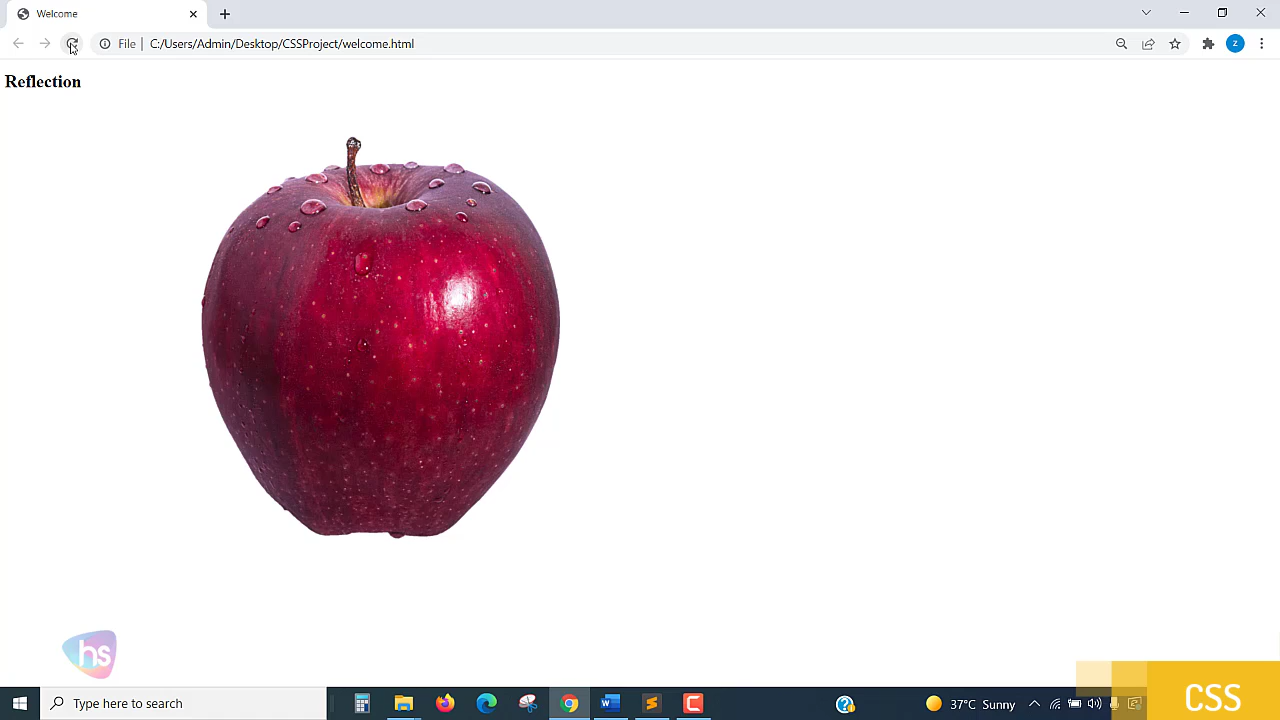 Welcome
File
C:/Users/Admin/Desktop/CSSProject/welcome.html
z
Reflection
hs
Type here to search
37°C Sunny
CSS